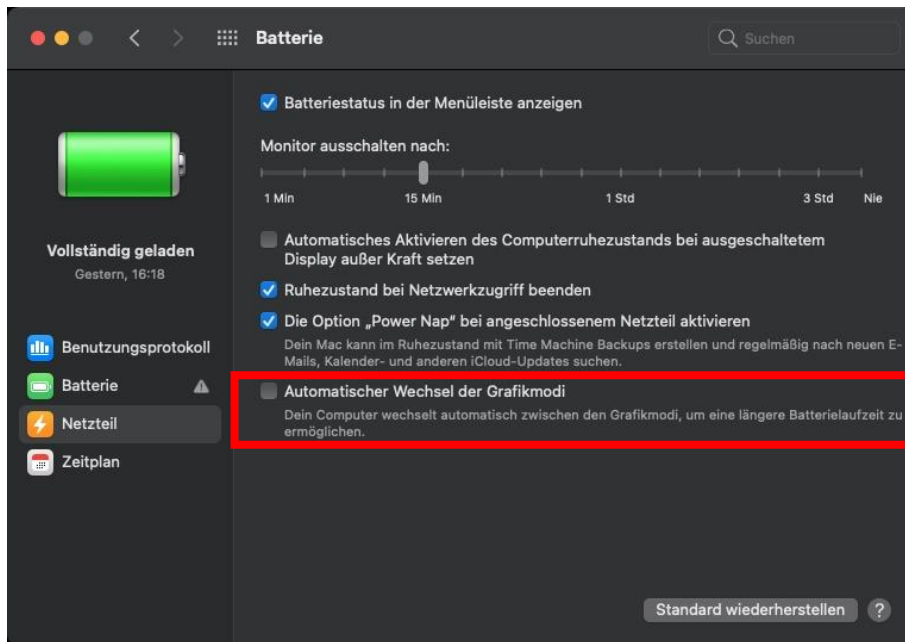 Batterie
Suchen
Vollständig geladen
Gestern, 16:18
Benutzungsprotokoll
Batterie
Netzteil
Zeitplan
Batteriestatus in der Menüleiste anzeigen
Monitor ausschalten nach:
1 Min 15 Min 1 Std 3 Std Nie
Automatisches Aktivieren des Computerruhezustands bei ausgeschaltetem
Display außer Kraft setzen
Ruhezustand bei Netzwerkzugriff beenden
Die Option „Power Nap“ bei angeschlossenem Netzteil aktivieren
Dein Mac kann im Ruhezustand mit Time Machine Backups erstellen und regelmäßig nach neuen E-
Mails, Kalender- und anderen iCloud-Updates suchen.
Automatischer Wechsel der Grafikmodi
Dein Computer wechselt automatisch zwischen den Grafikmodi, um eine längere Batterielaufzeit zu
ermöglichen.
Standard wiederherstellen ?